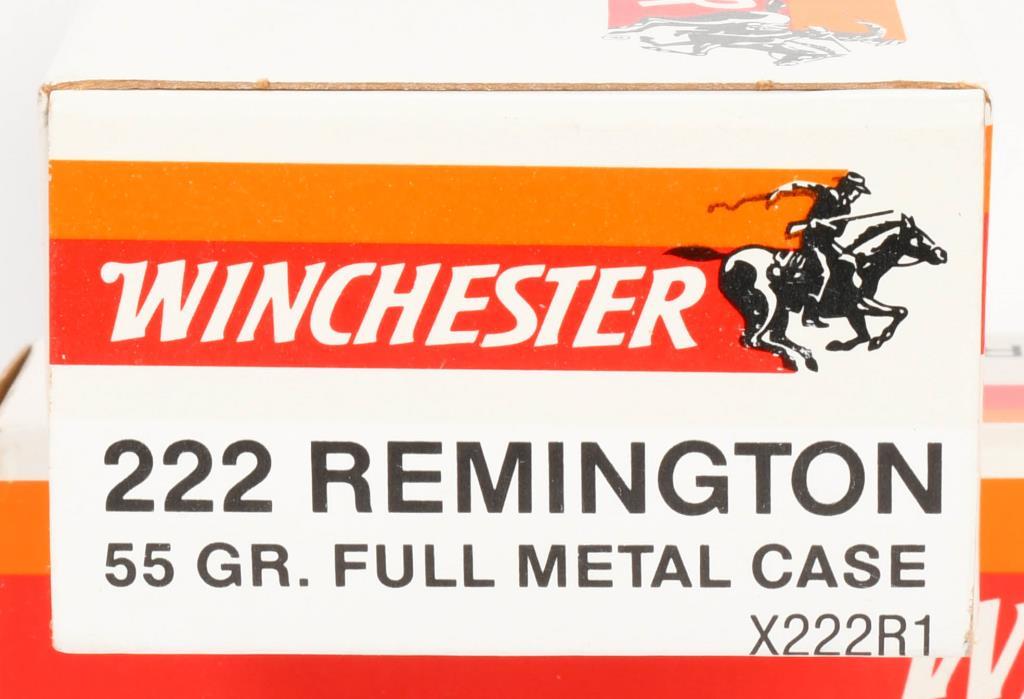 WINCHESTER
222 REMINGTON
55 GR. FULL METAL CASE
X222R1